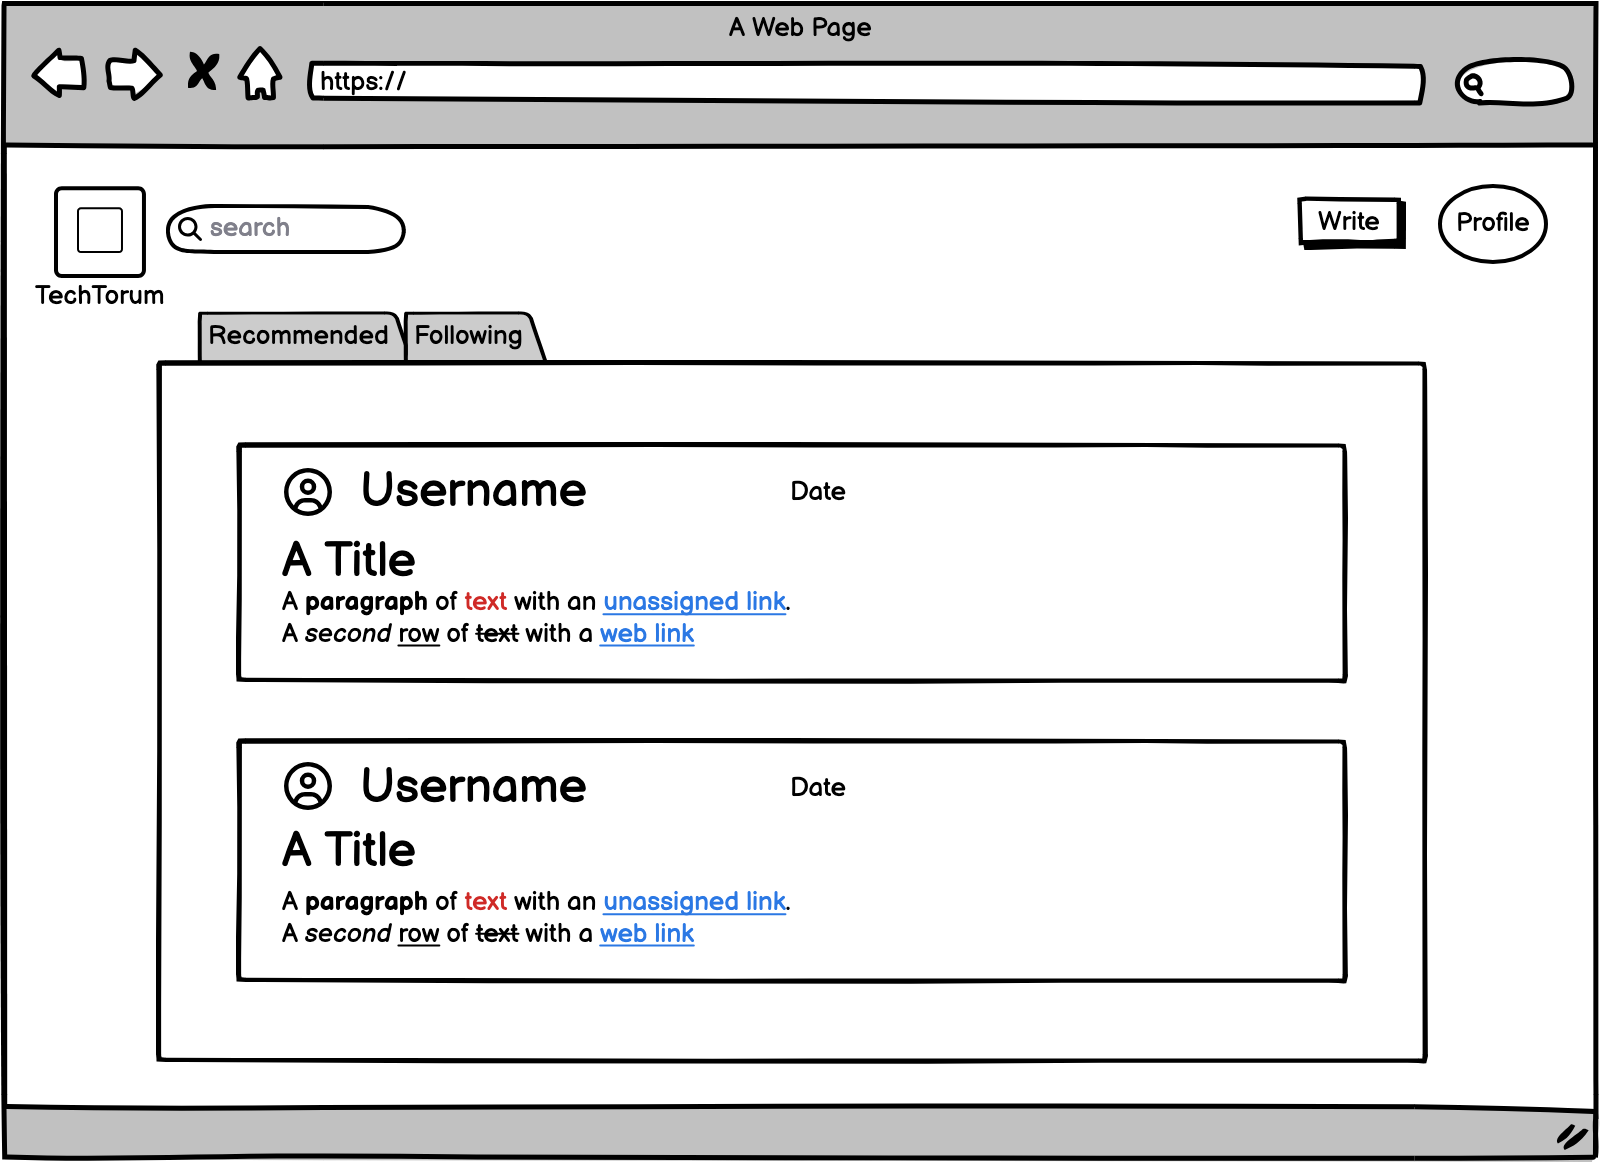 A Web Page
https://
search
Write
Profile
TechTorum
Recommended
Following
Username
Date
A Title
A paragraph of text with an unassigned link.
A second row of text with a web link
Username
Date
A Title
A paragraph of text with an unassigned link.
A second row of text with a web link